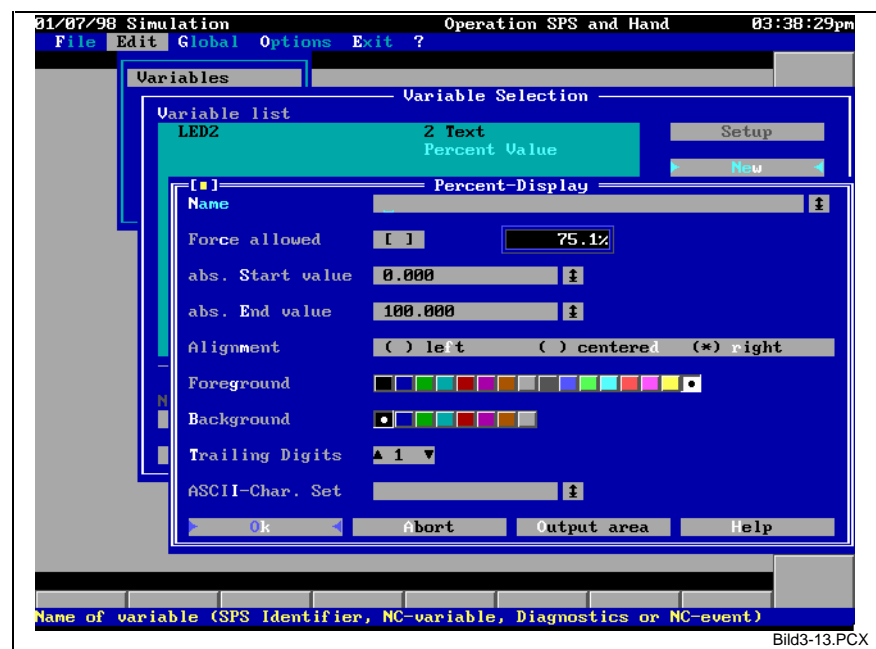 01/07/98 Simulation Operation SPS and Hand 03:38:29pm
File Edit Global Options Exit ?
Variables
Variable Selection
Variable list
LED2 2 Text Setup
Percent Value
New
Percent-Display
Name
Force allowed [ ] 75.1%
abs. Start value 0.000
abs. End value 100.000
Alignment ( ) left ( ) centered (*) right
Foreground
N
Background
Trailing Digits 1
ASCII-Char. Set
Ok Abort Output area Help
Name of variable (SPS Identifier, NC-variable, Diagnostics or NC-event)
Bild3-13.PCX